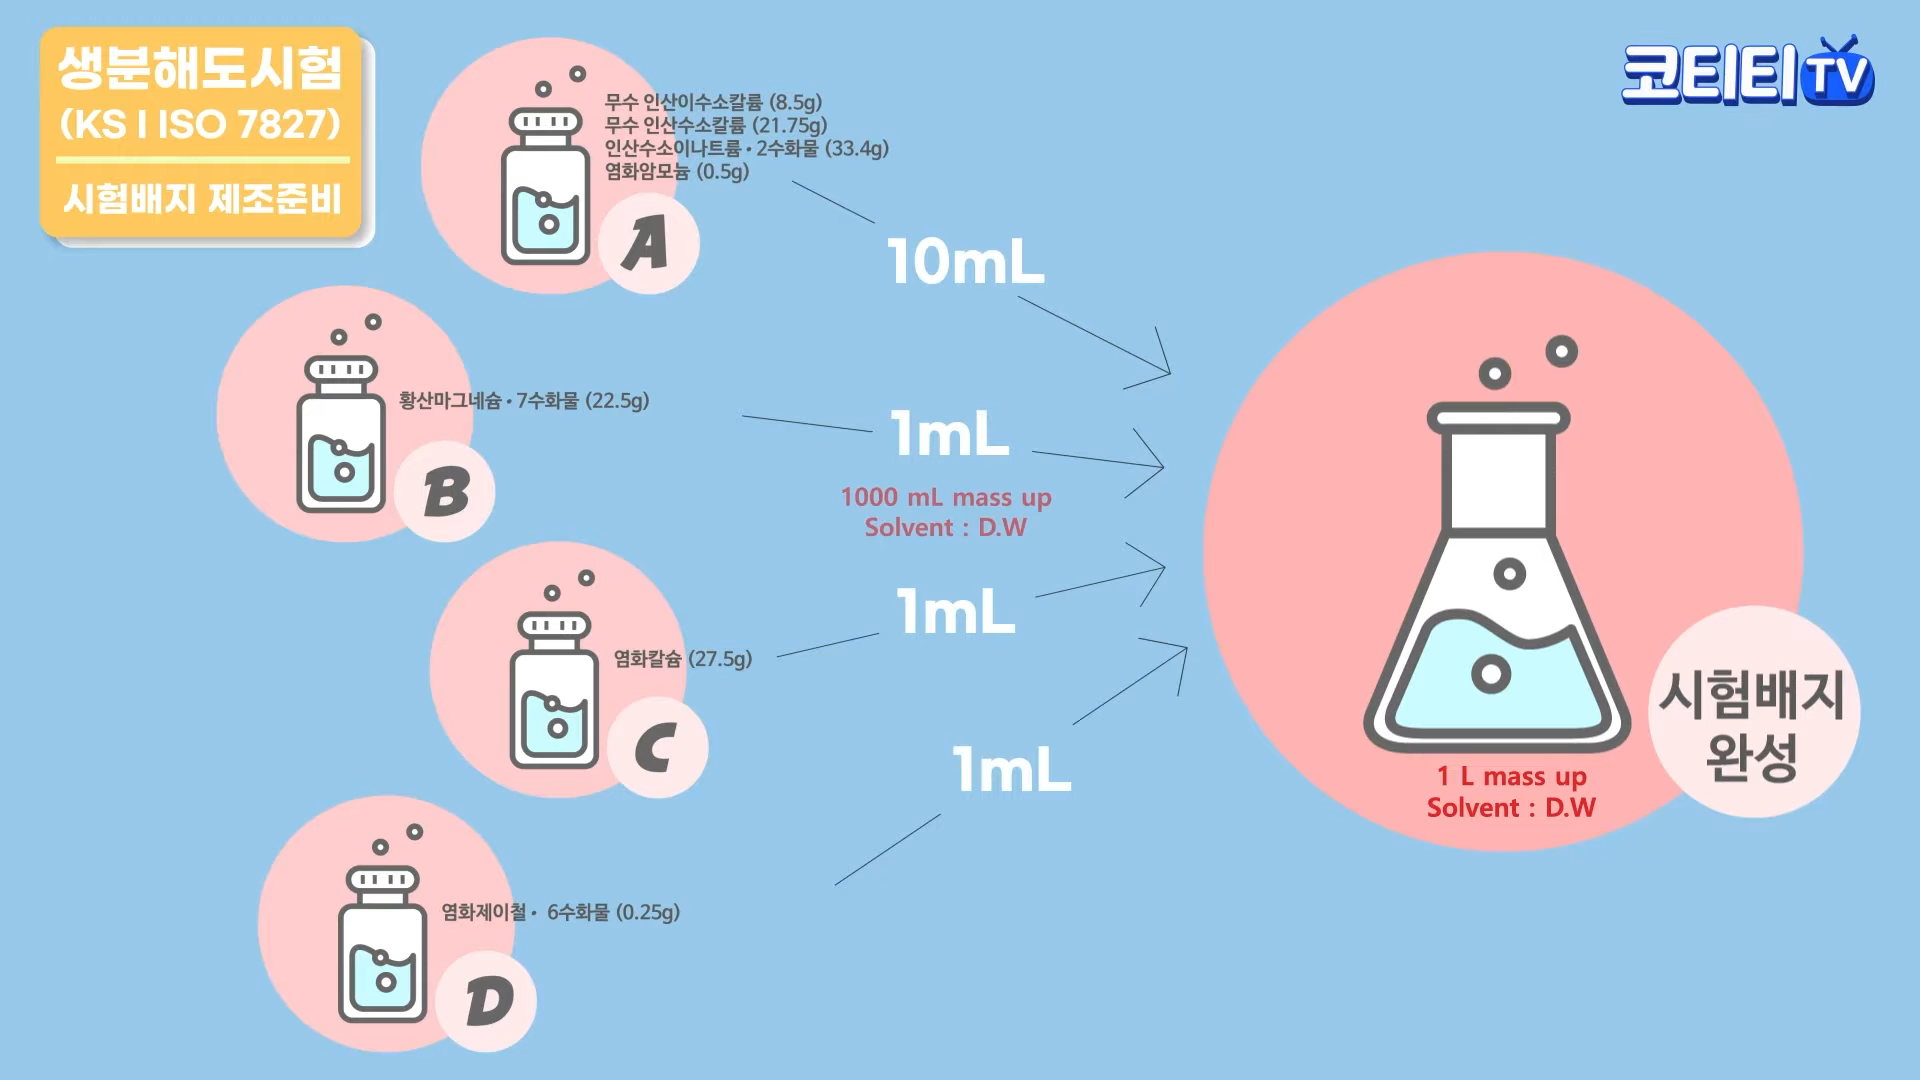 생분해도시험
(KS I ISO 7827)
시험배지 제조준비
코티티TV
무수 인산이수소칼륨 (8.5g)
무수 인산수소칼륨 (21.75g)
인산수소이나트륨 • 2수화물 (33.4g)
염화암모늄 (0.5g)
A
10mL
황산마그네슘 • 7수화물 (22.5g)
B
1mL
1000 mL mass up
Solvent : D.W
염화칼슘 (27.5g)
C
1mL
염화제이철 • 6수화물 (0.25g)
D
1mL
시험배지
완성
1 L mass up
Solvent : D.W